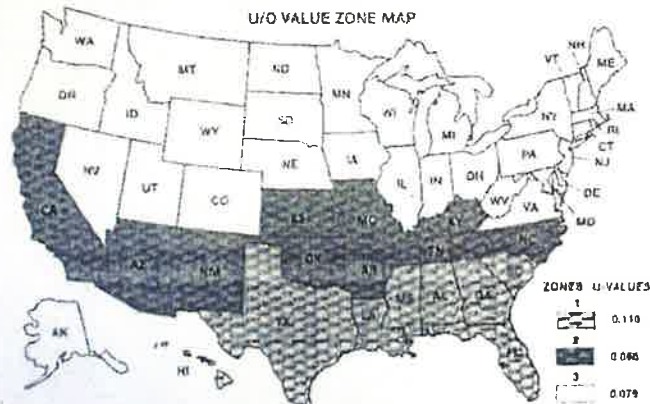 U/O VALUE ZONE MAP
WA
MT
ND
MN
OR
ID
WY
SD
WI
MI
NH
VT
ME
NY
MA
RI
CT
NJ
PA
NV
UT
CO
NE
IA
IL
IN
OH
WV
VA
DE
MD
CA
AZ
NM
KS
MO
KY
OK
AR
TN
NC
TX
LA
MS
AL
GA
FL
HI
ZONES U-VALUES
1
2
3
0.079